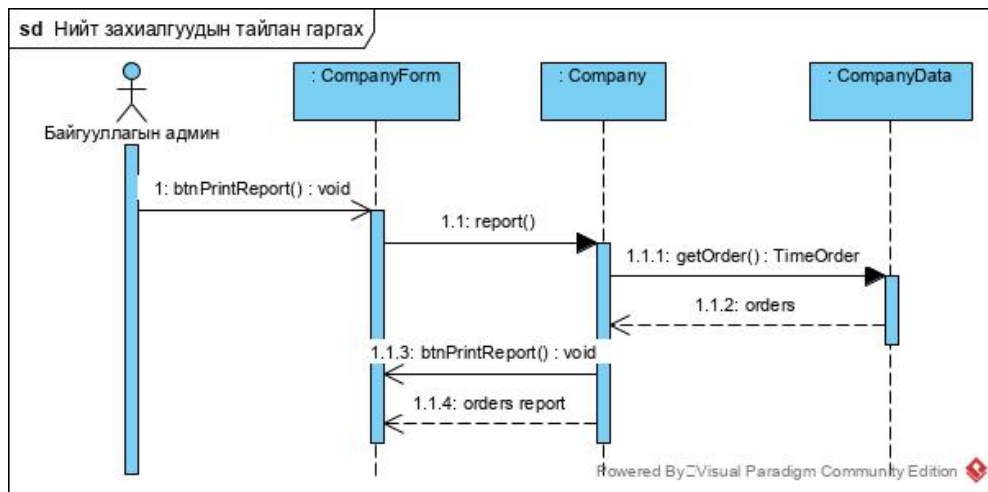 sd Нийт захиалгуудын тайлан гаргах
: CompanyForm
: Company
: CompanyData
Байгууллагын админ
1: btnPrintReport() : void
1.1: report()
1.1.1: getOrder() : TimeOrder
1.1.2: orders
1.1.3: btnPrintReport() : void
1.1.4: orders report
Powered By Visual Paradigm Community Edition